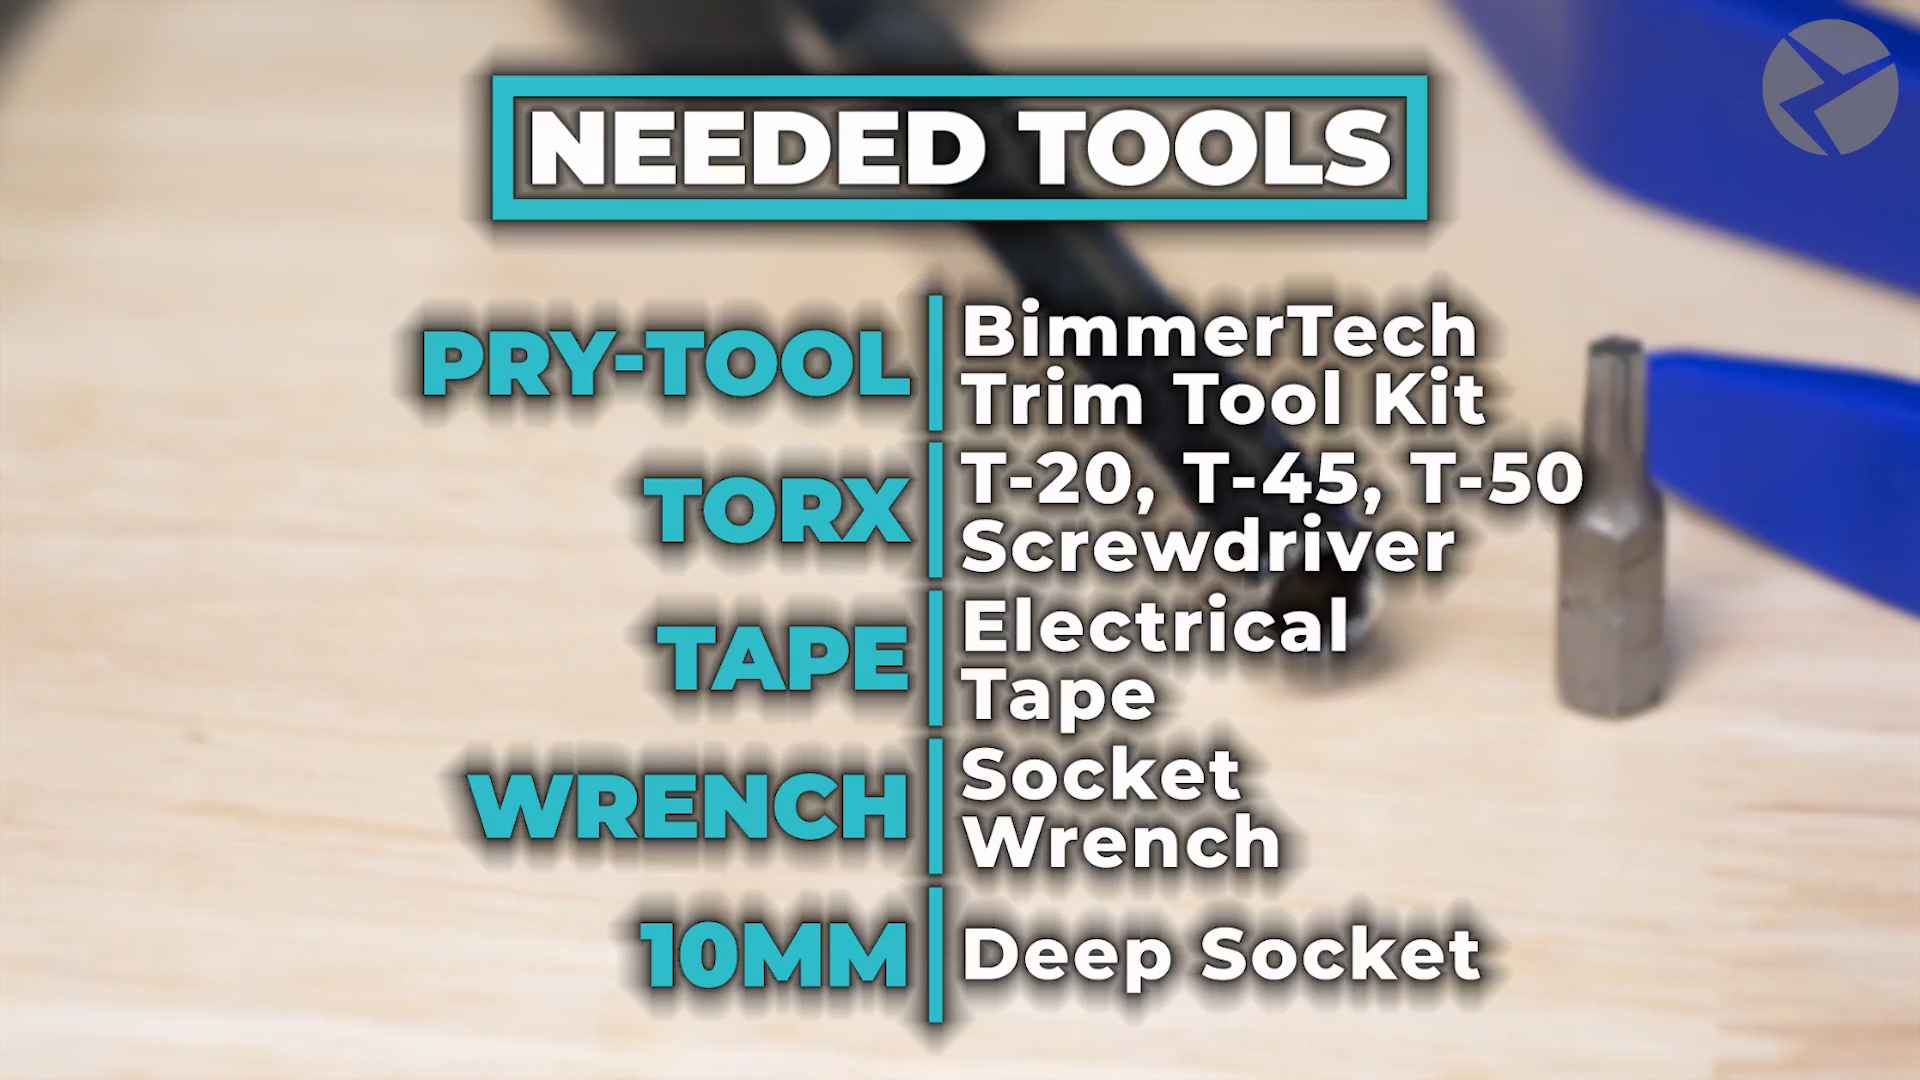 NEEDED TOOLS
PRY-TOOL
BimmerTech
Trim Tool Kit
TORX
T-20, T-45, T-50
Screwdriver
TAPE
Electrical
Tape
WRENCH
Socket
Wrench
10MM
Deep Socket